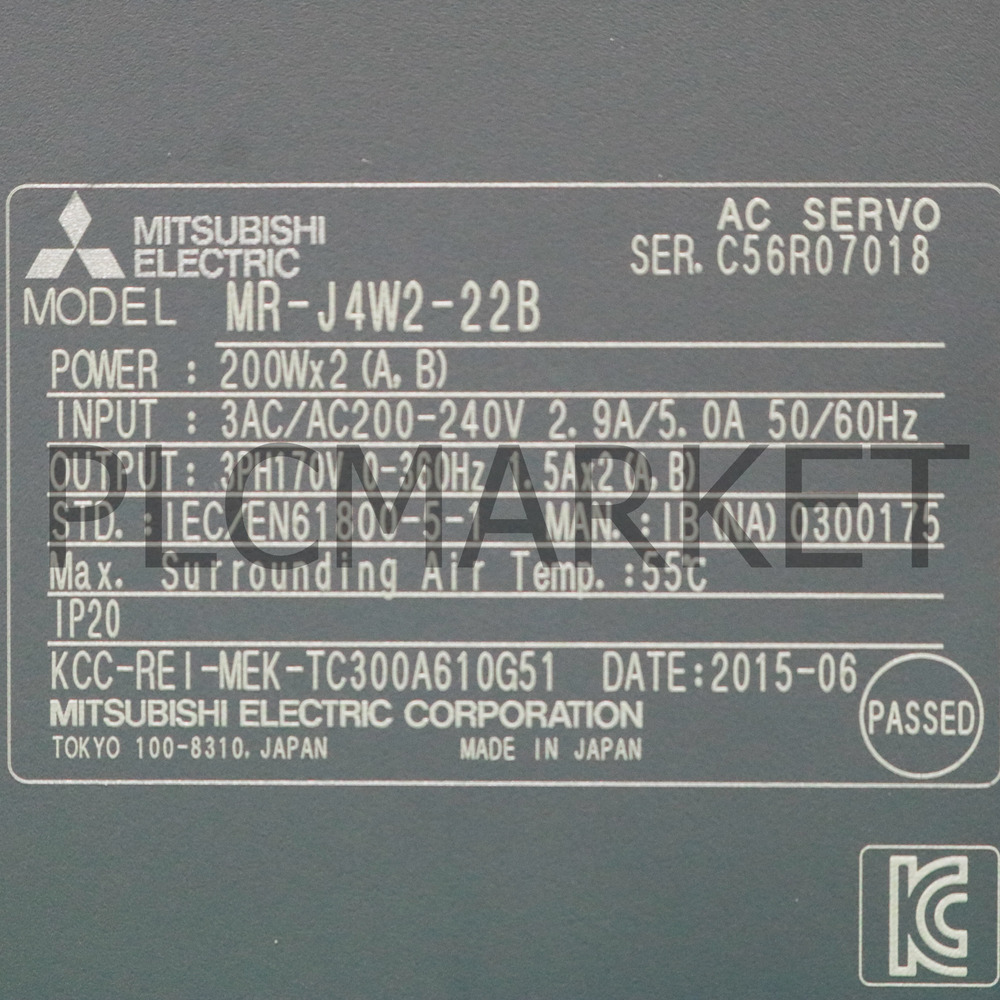 MITSUBISHI
ELECTRIC
AC SERVO
SER. C56R07018
MODEL MR-J4W2-22B
POWER : 200Wx2 (A, B)
INPUT : 3AC/AC200-240V 2.9A/5.0A 50/60Hz
OUTPUT: 3PH170V 0-360Hz 1.5Ax2 (A, B)
STD. : IEC/EN61800-5-1 MAN. : IB (NA) 0300175
Max. Surrounding Air Temp. :55℃
IP20
KCC-REI-MEK-TC300A610G51 DATE:2015-06
MITSUBISHI ELECTRIC CORPORATION
TOKYO 100-8310, JAPAN MADE IN JAPAN
PASSED
PLCMARKET
KC